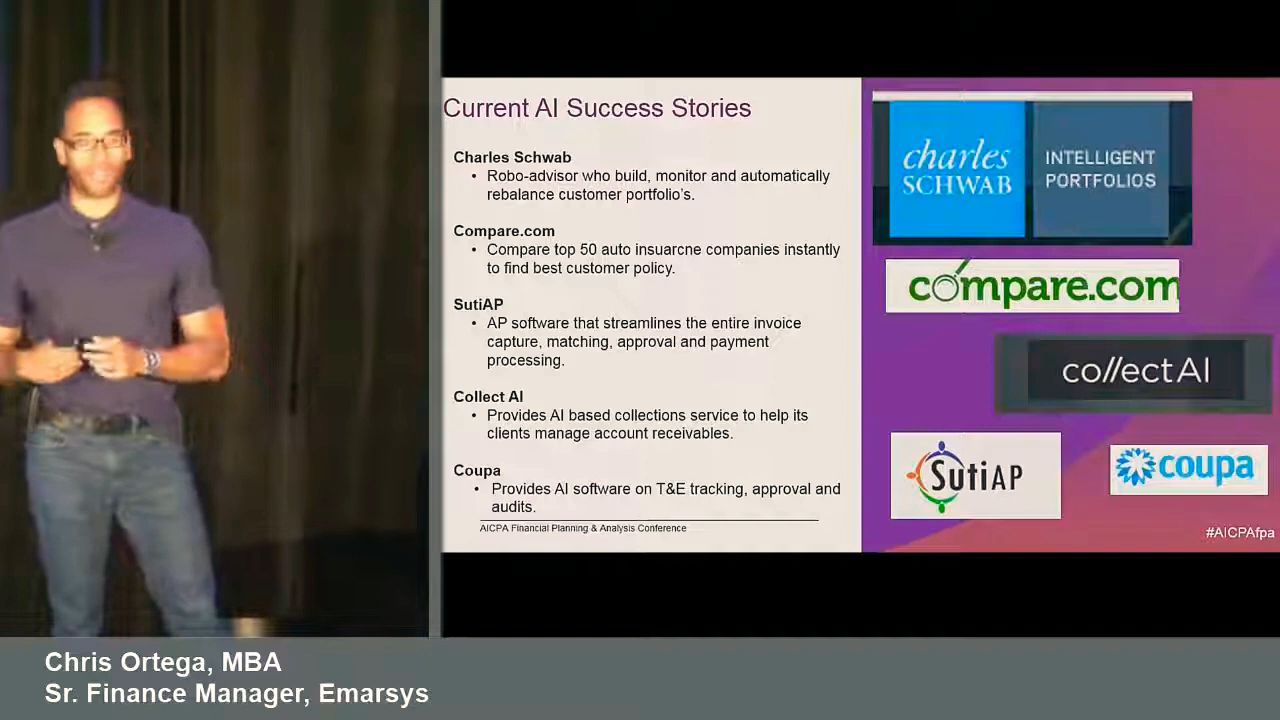 Current AI Success Stories
Charles Schwab
• Robo-advisor who build, monitor and automatically
rebalance customer portfolio's.
Compare.com
• Compare top 50 auto insuarcne companies instantly
to find best customer policy.
SutiAP
• AP software that streamlines the entire invoice
capture, matching, approval and payment
processing.
Collect AI
• Provides AI based collections service to help its
clients manage account receivables.
Coupa
• Provides AI software on T&E tracking, approval and
audits.
AICPA Financial Planning & Analysis Conference
charles
SCHWAB
INTELLIGENT
PORTFOLIOS
compare.com
collectAI
SutiAP
coupa
#AICPAfpa
Chris Ortega, MBA
Sr. Finance Manager, Emarsys